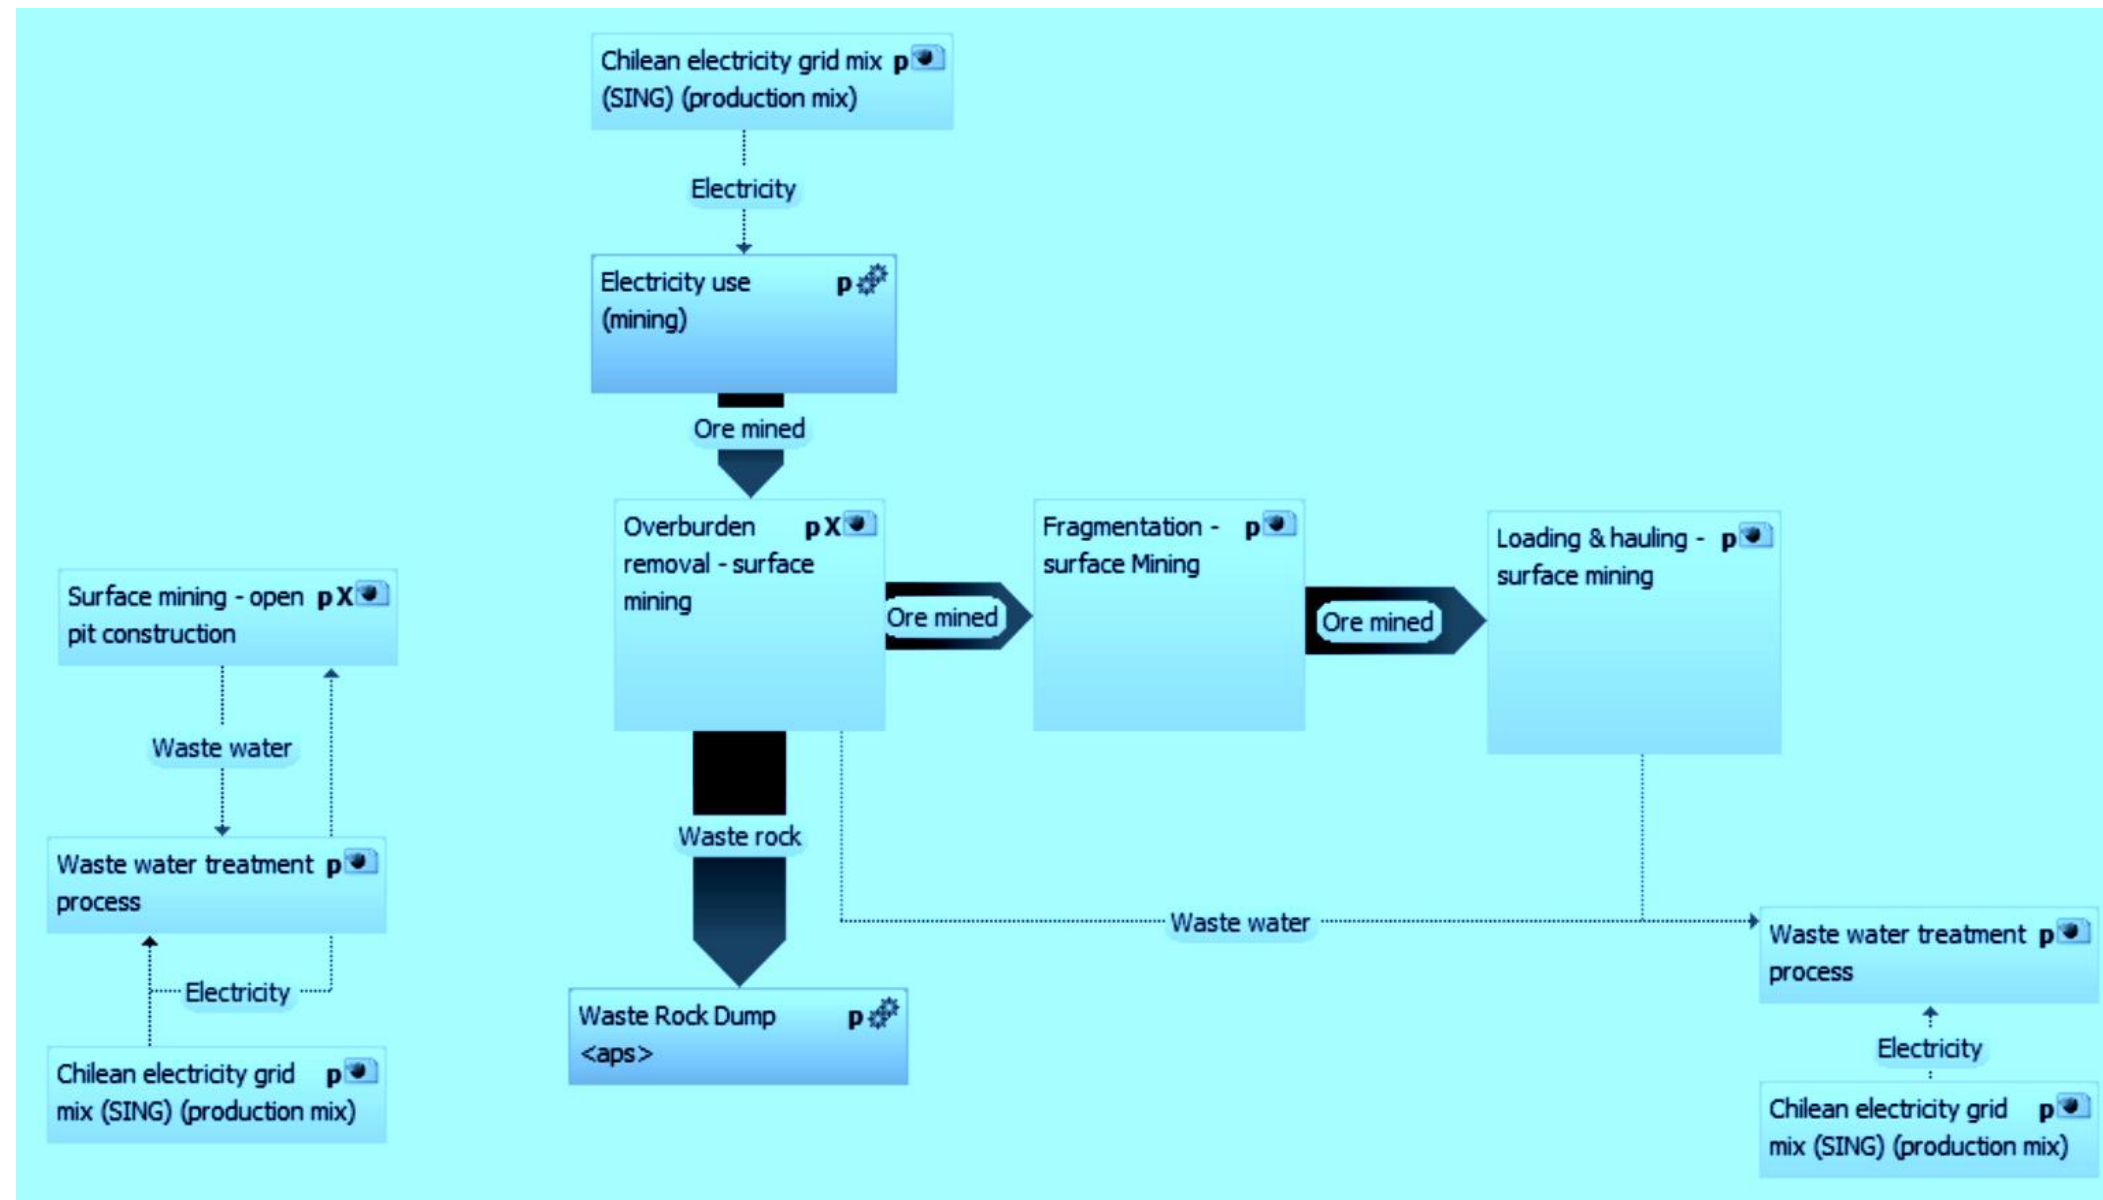 Chilean electricity grid mix p
(SING) (production mix)
Electricity
Electricity use p
(mining)
Ore mined
Overburden p X
removal - surface
mining
Ore mined
Fragmentation - p
surface Mining
Ore mined
Loading & hauling - p
surface mining
Surface mining - open p X
pit construction
Waste water
Waste water treatment p
process
Electricity
Chilean electricity grid p
mix (SING) (production mix)
Waste rock
Waste Rock Dump p
<aps>
Waste water
Waste water treatment p
process
Electricity
Chilean electricity grid p
mix (SING) (production mix)